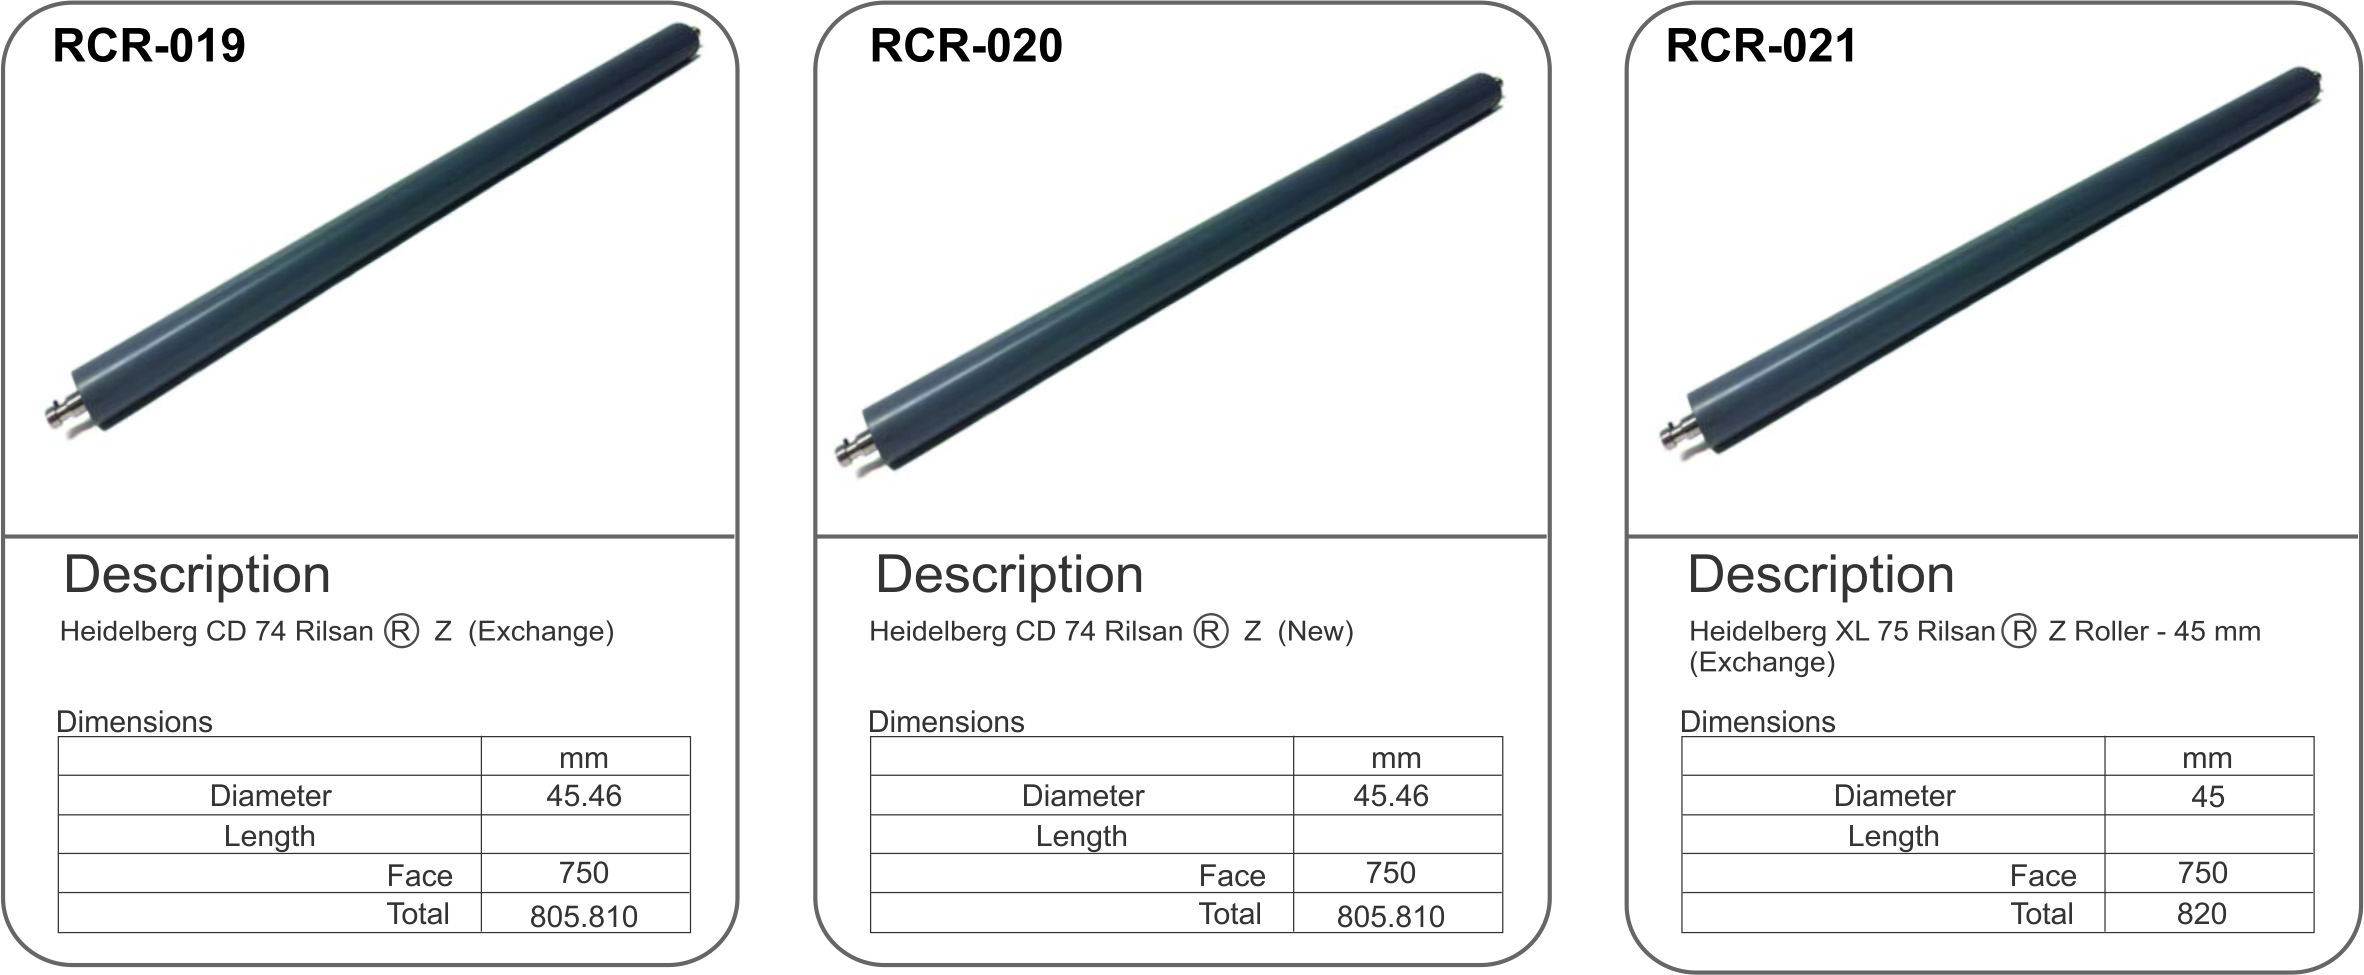 RCR-019
Description
Heidelberg CD 74 Rilsan ® Z (Exchange)
Dimensions
mm
Diameter 45.46
Length
Face 750
Total 805.810
RCR-020
Description
Heidelberg CD 74 Rilsan ® Z (New)
Dimensions
mm
Diameter 45.46
Length
Face 750
Total 805.810
RCR-021
Description
Heidelberg XL 75 Rilsan ® Z Roller - 45 mm
(Exchange)
Dimensions
mm
Diameter 45
Length
Face 750
Total 820